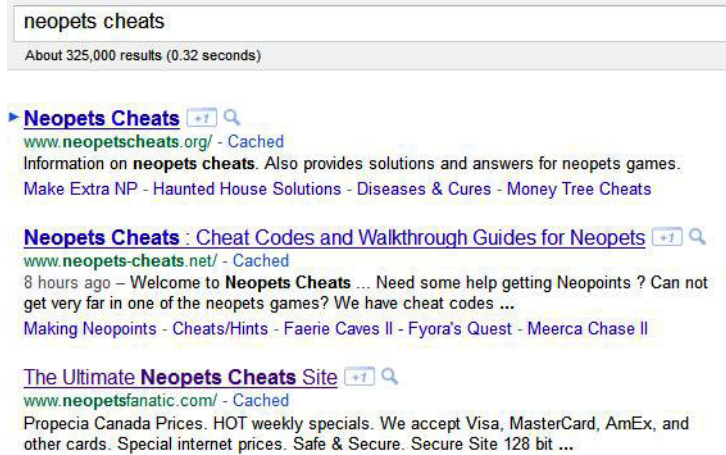 neopets cheats
About 325,000 results (0.32 seconds)
Neopets Cheats +1
www.neopetscheats.org/ - Cached
Information on neopets cheats. Also provides solutions and answers for neopets games.
Make Extra NP - Haunted House Solutions - Diseases & Cures - Money Tree Cheats
Neopets Cheats : Cheat Codes and Walkthrough Guides for Neopets +1
www.neopets-cheats.net/ - Cached
8 hours ago – Welcome to Neopets Cheats ... Need some help getting Neopoints ? Can not
get very far in one of the neopets games? We have cheat codes ...
Making Neopoints - Cheats/Hints - Faerie Caves II - Fyora's Quest - Meerca Chase II
The Ultimate Neopets Cheats Site +1
www.neopetsfanatic.com/ - Cached
Propecia Canada Prices. HOT weekly specials. We accept Visa, MasterCard, AmEx, and
other cards. Special internet prices. Safe & Secure. Secure Site 128 bit ...